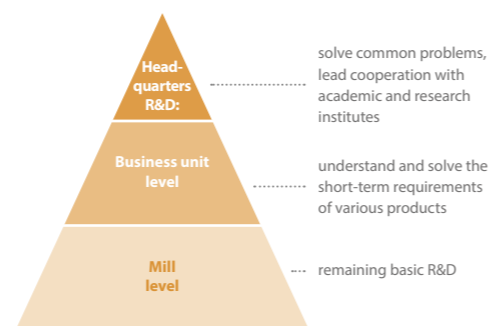 Head-
quarters
R&D:
solve common problems,
lead cooperation with
academic and research
institutes
Business unit
level
understand and solve the
short-term requirements
of various products
Mill
level
remaining basic R&D